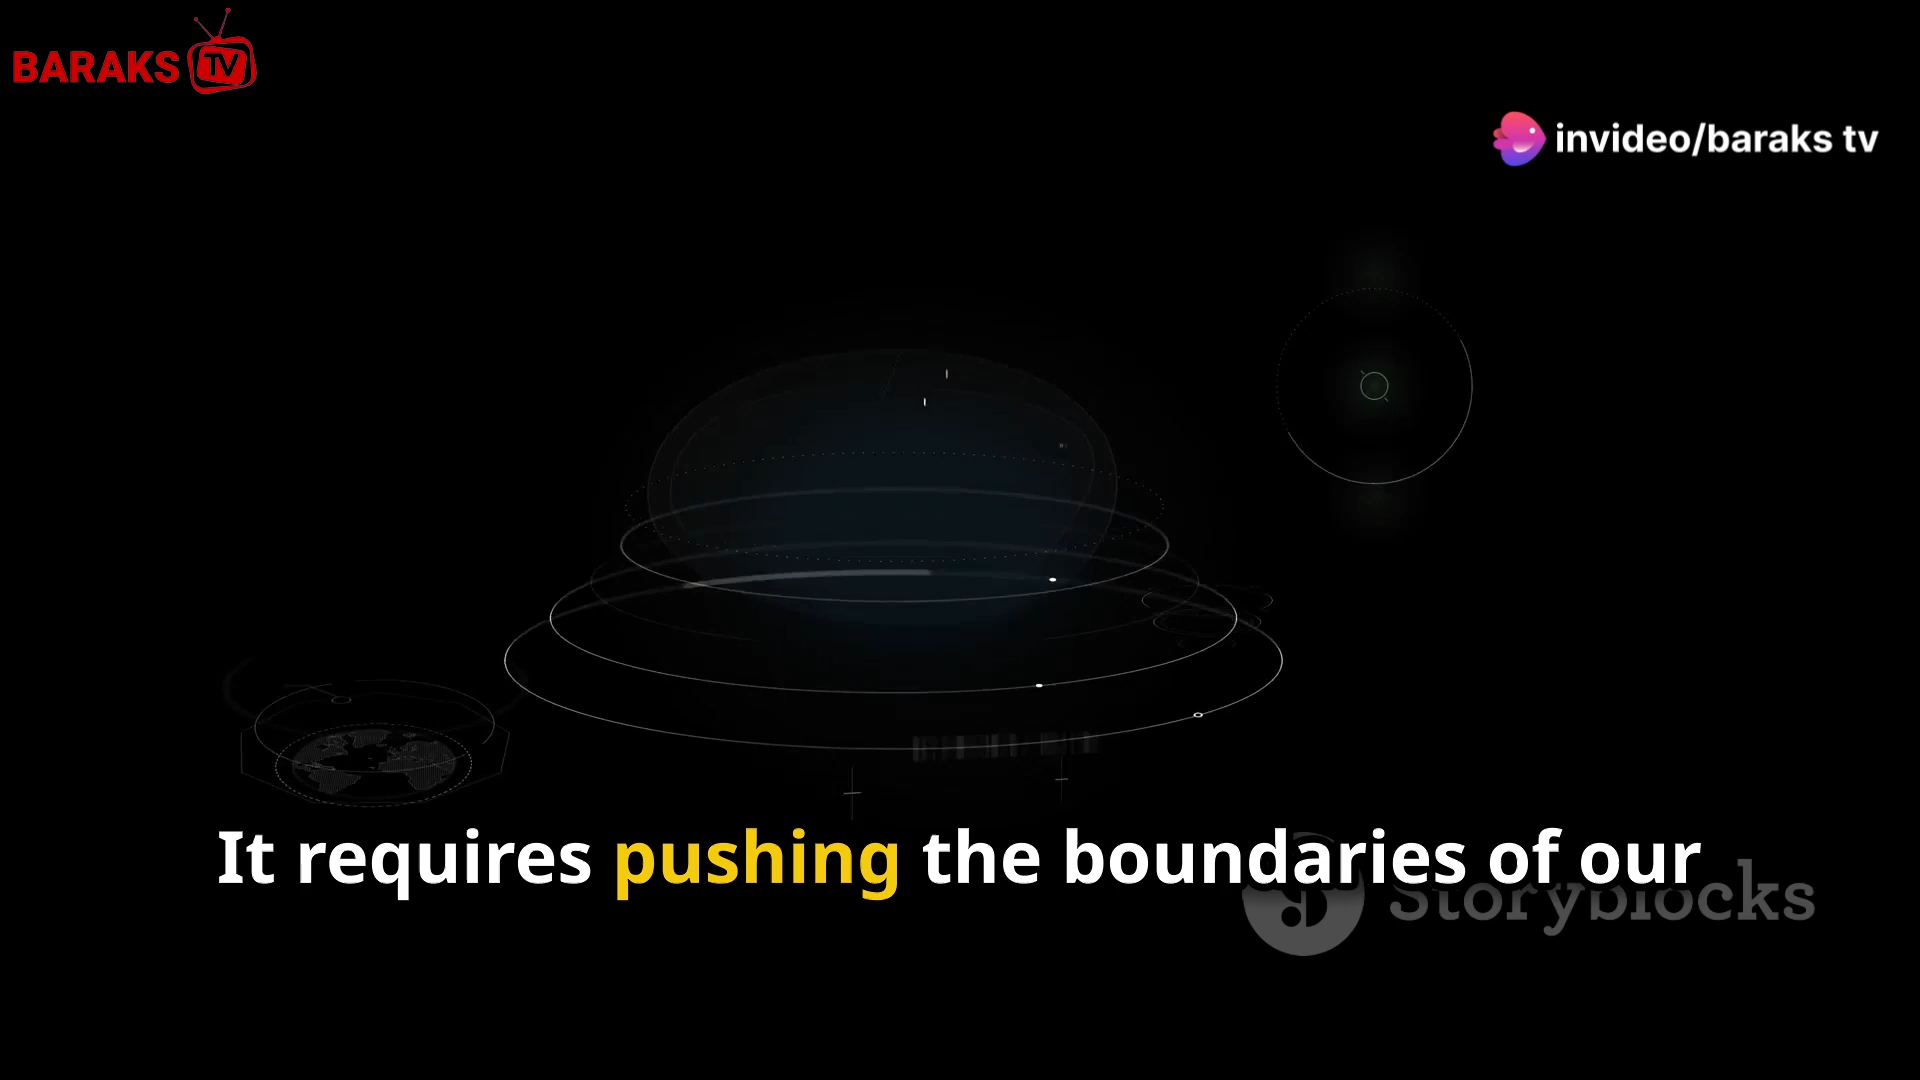 BARAKS TV
invideo/baraks tv
It requires pushing the boundaries of our
Storyblocks